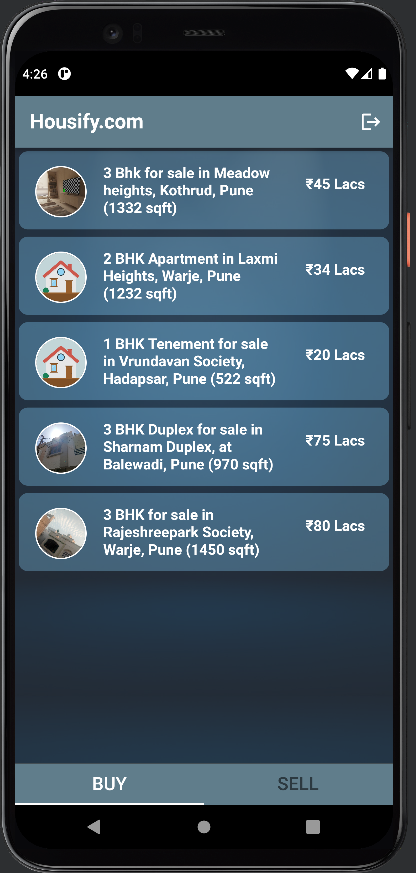 4:26
Housify.com
3 Bhk for sale in Meadow
heights, Kothrud, Pune
(1332 sqft)
₹45 Lacs
2 BHK Apartment in Laxmi
Heights, Warje, Pune
(1232 sqft)
₹34 Lacs
1 BHK Tenement for sale
in Vrundavan Society,
Hadapsar, Pune (522 sqft)
₹20 Lacs
3 BHK Duplex for sale in
Sharnam Duplex, at
Balewadi, Pune (970 sqft)
₹75 Lacs
3 BHK for sale in
Rajeshreepark Society,
Warje, Pune (1450 sqft)
₹80 Lacs
BUY
SELL